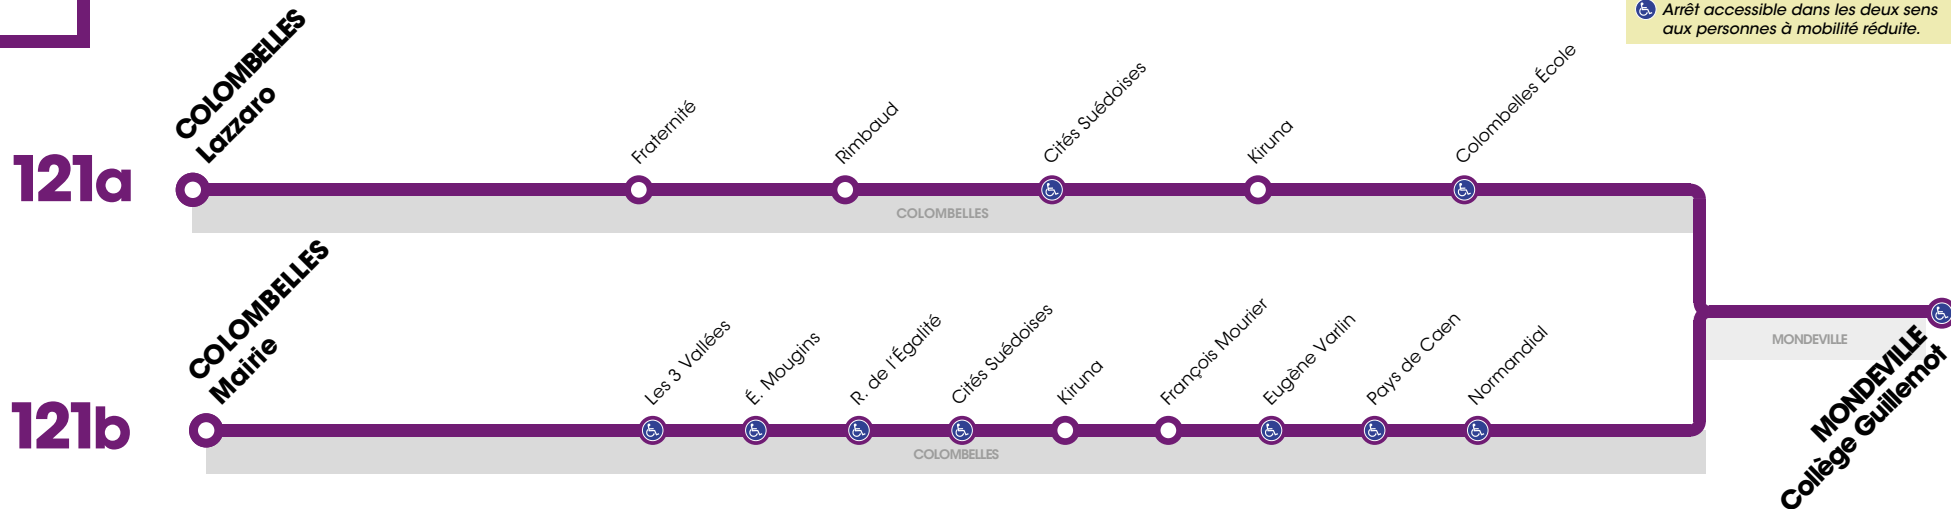 Arrêt accessible dans les deux sens
aux personnes à mobilité réduite.
121a
COLOMBELLES
Lazzaro
Fraternité
Rimbaud
Cités Suédoises
Kiruna
Colombelles École
COLOMBELLES
121b
COLOMBELLES
Mairie
Les 3 Vallées
É. Mougins
R. de l'Égalité
Cités Suédoises
Kiruna
François Mourier
Eugène Varlin
Pays de Caen
Normandial
COLOMBELLES
MONDEVILLE
MONDEVILLE
Collège Guillemot